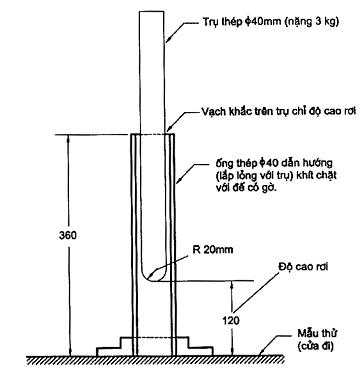 Trụ thép ϕ40mm (nặng 3 kg)
Vạch khắc trên trụ chỉ độ cao rơi
ống thép ϕ40 dẫn hướng
(lắp lỏng với trụ) khít chặt
với đế có gờ.
360
R 20mm
Độ cao rơi
120
Mẫu thử
(cửa đi)